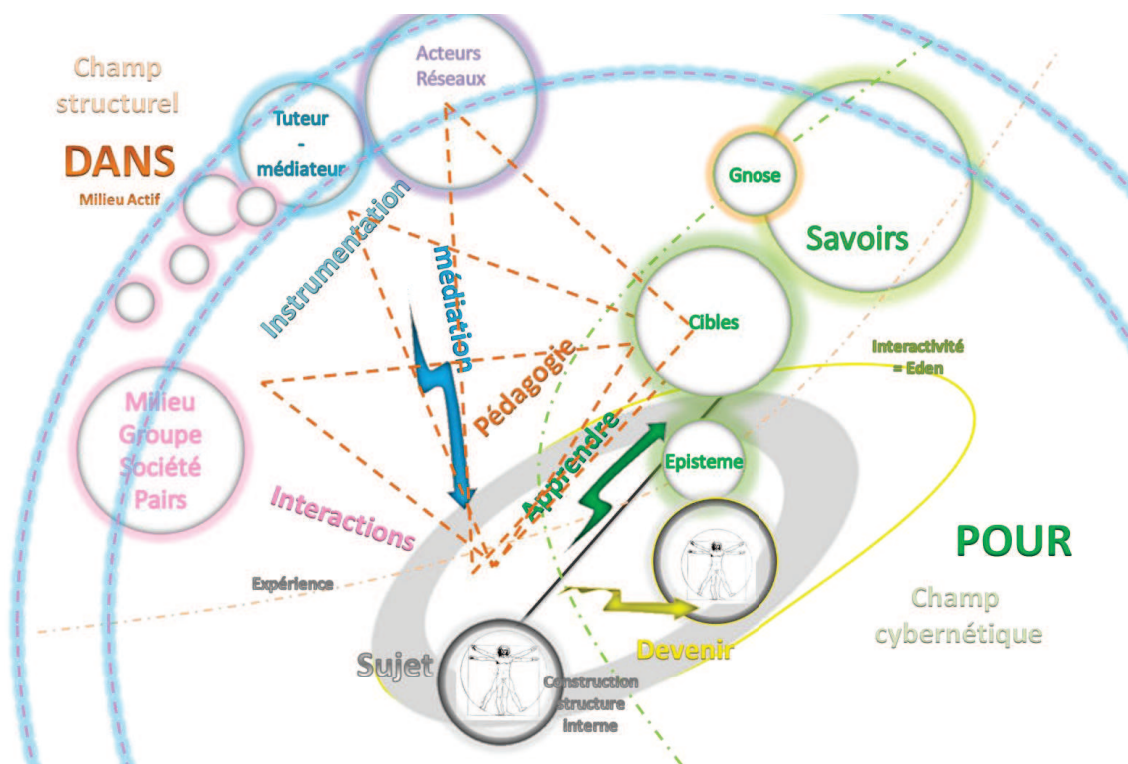 Champ
structurel
DANS
Milieu Actif
Tuteur
-
médiateur
Acteurs
Réseaux
Gnose
Savoirs
Instrumentation
médiation
Cibles
Interactivité
= Eden
Pédagogie
Milieu
Groupe
Société
Pairs
Apprendre
Episteme
Interactions
Expérience
POUR
Champ
cybernétique
Sujet
Devenir
Construction
structure
interne